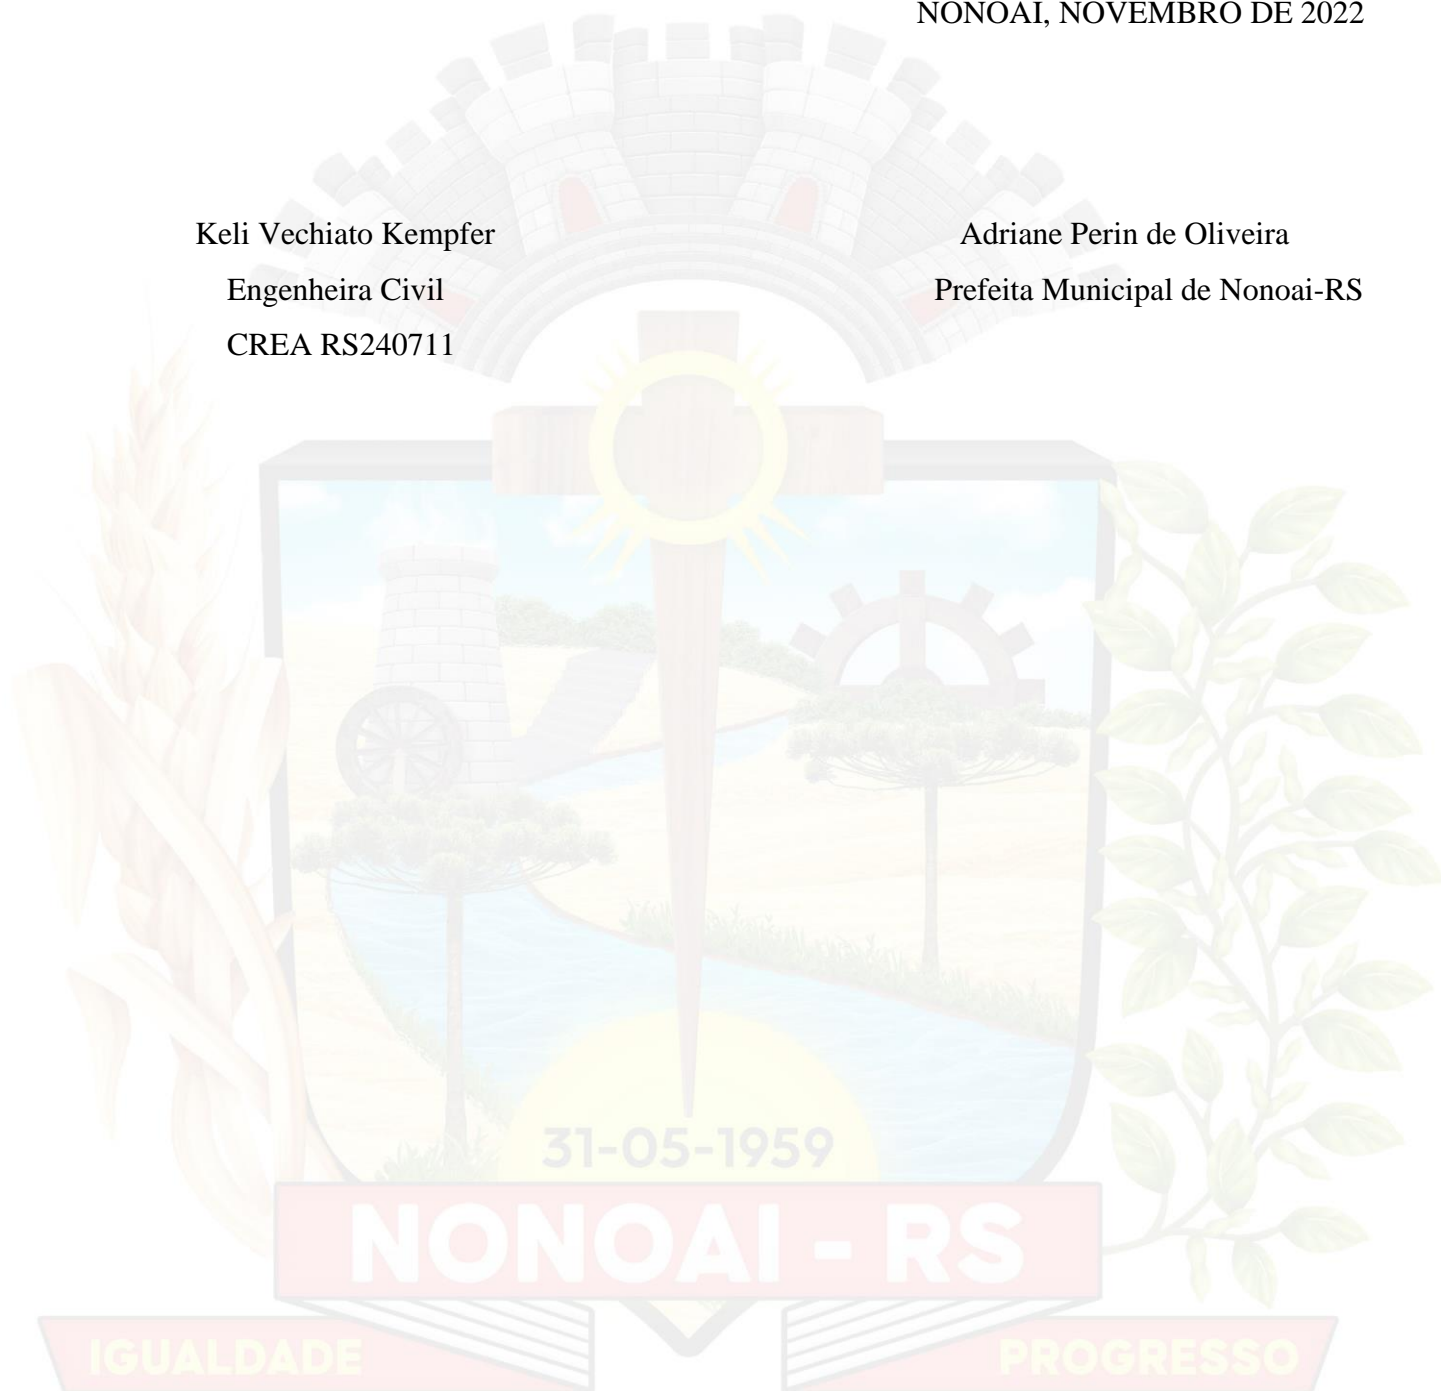 NONOAI, NOVEMBRO DE 2022
Keli Vechiato Kempfer
Adriane Perin de Oliveira
Engenheira Civil
Prefeita Municipal de Nonoai-RS
CREA RS240711
31-05-1959
NONOAI - RS
IGUALDADE
PROGRESSO